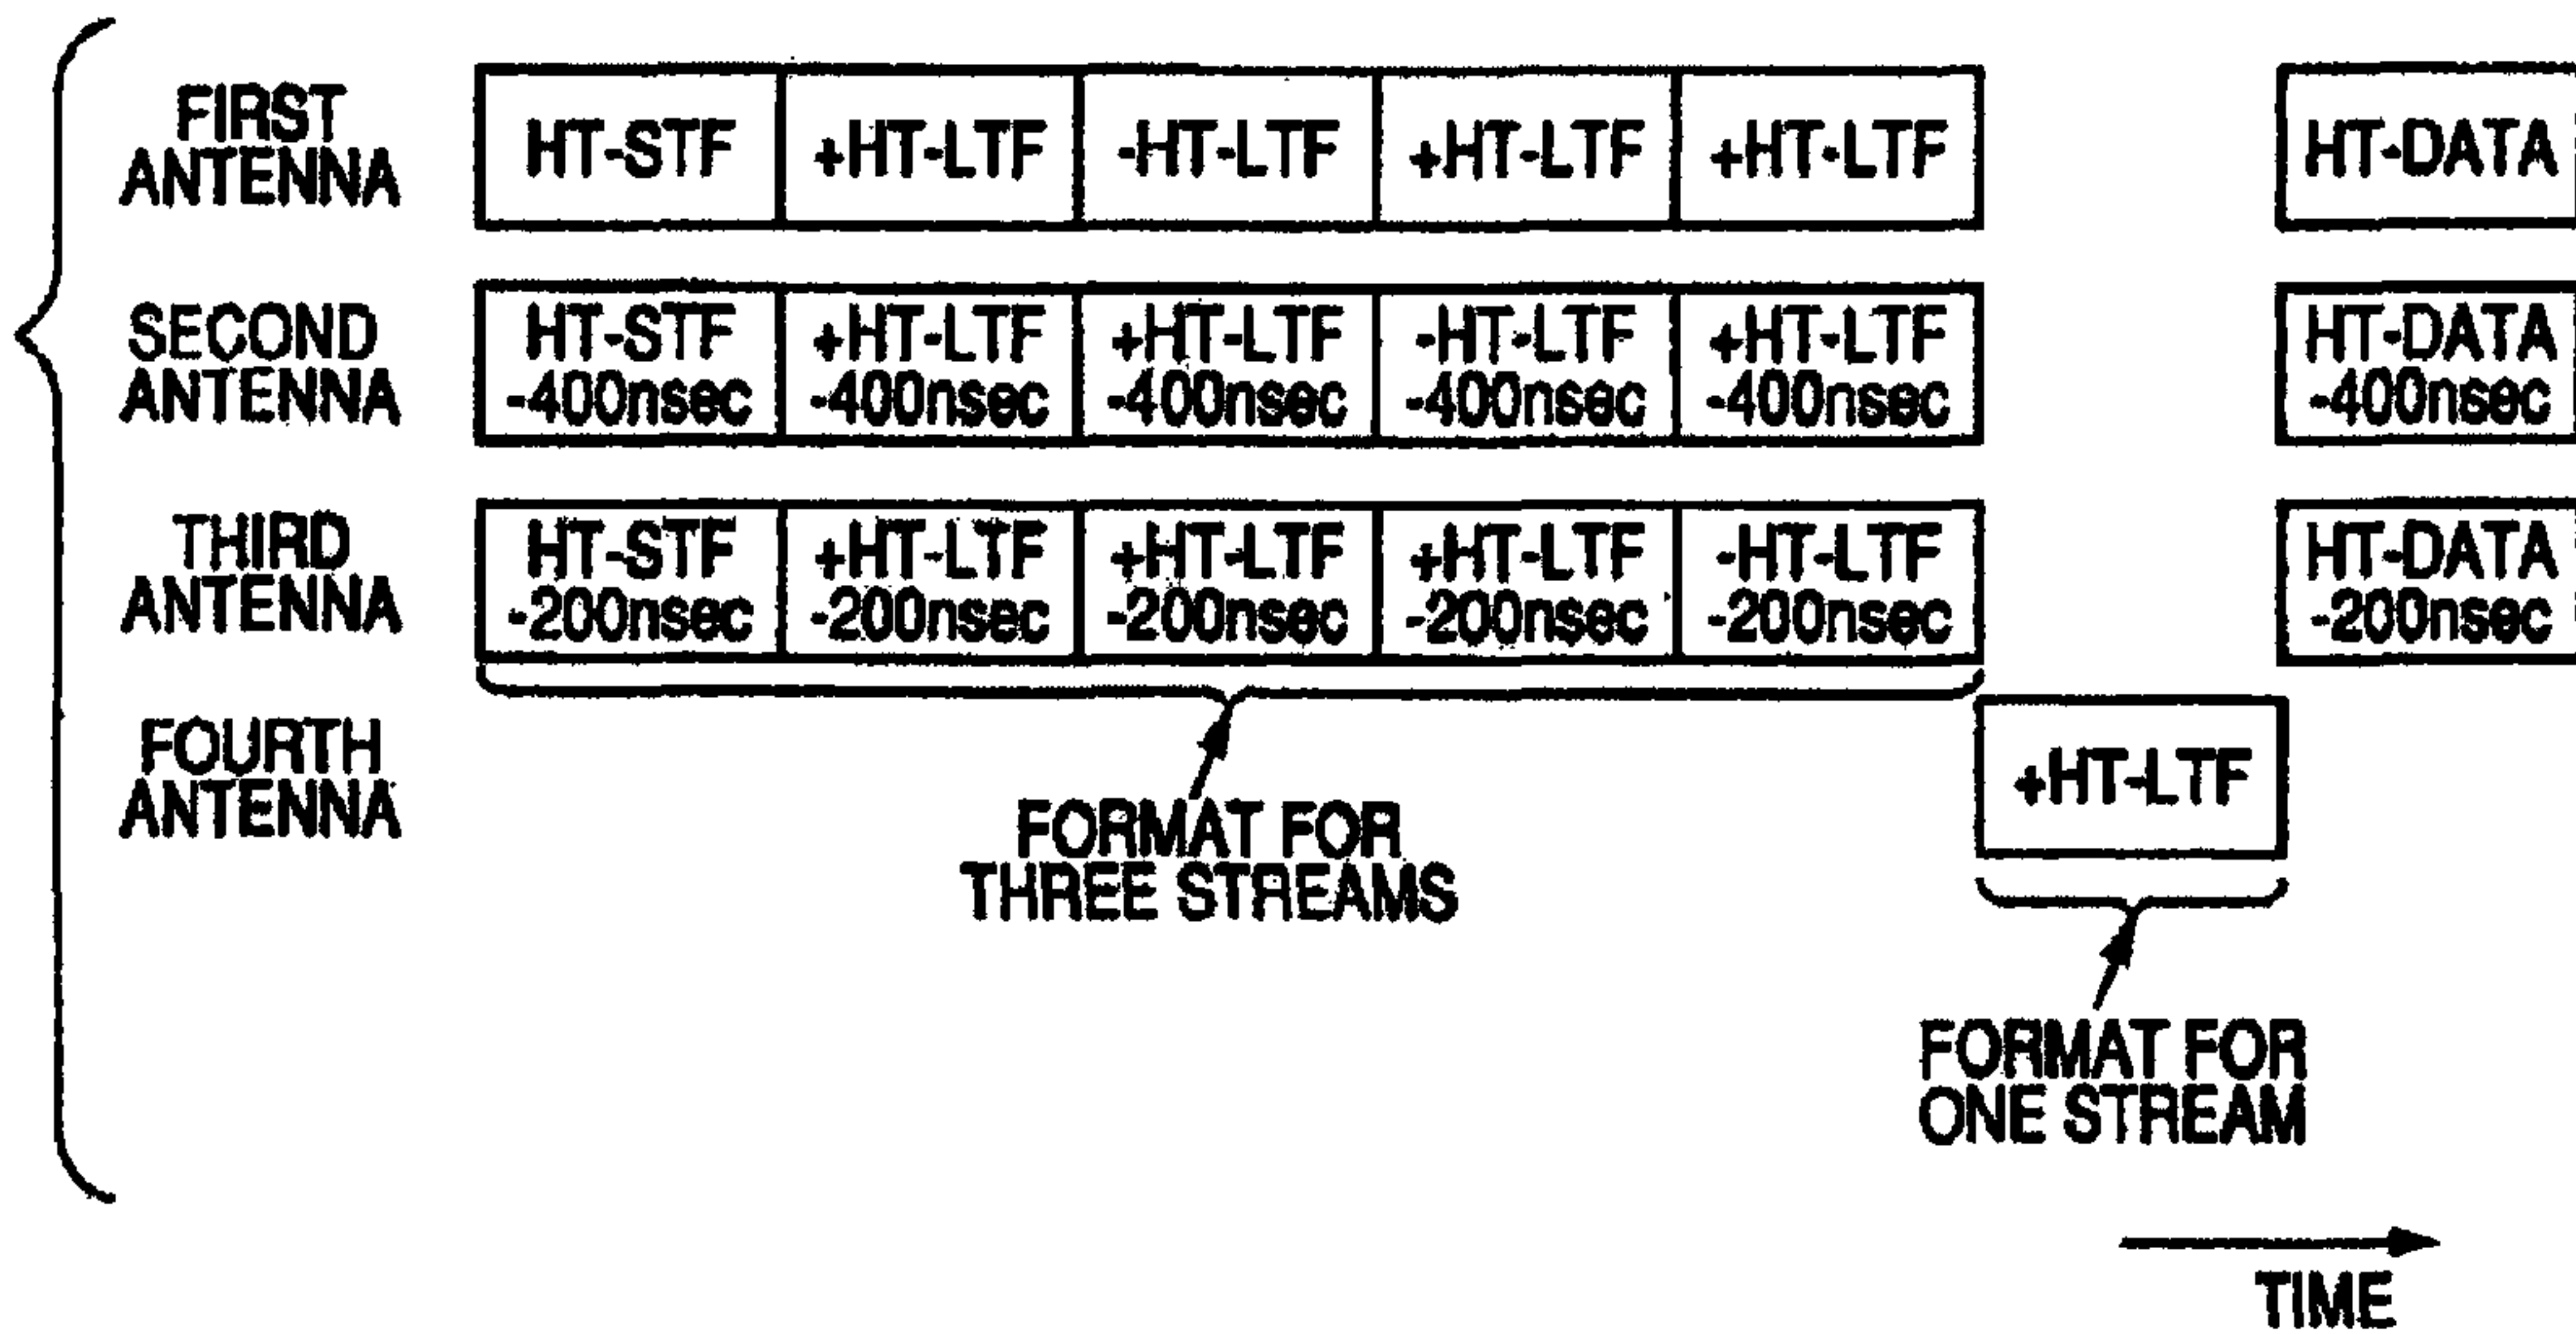 FIRST
ANTENNA
HT-STF
+HT-LTF
-HT-LTF
+HT-LTF
+HT-LTF
HT-DATA
SECOND
ANTENNA
HT-STF
-400nsec
+HT-LTF
-400nsec
+HT-LTF
-400nsec
-HT-LTF
-400nsec
+HT-LTF
-400nsec
HT-DATA
-400nsec
THIRD
ANTENNA
HT-STF
-200nsec
+HT-LTF
-200nsec
+HT-LTF
-200nsec
+HT-LTF
-200nsec
-HT-LTF
-200nsec
HT-DATA
-200nsec
FOURTH
ANTENNA
+HT-LTF
FORMAT FOR
THREE STREAMS
FORMAT FOR
ONE STREAM
TIME